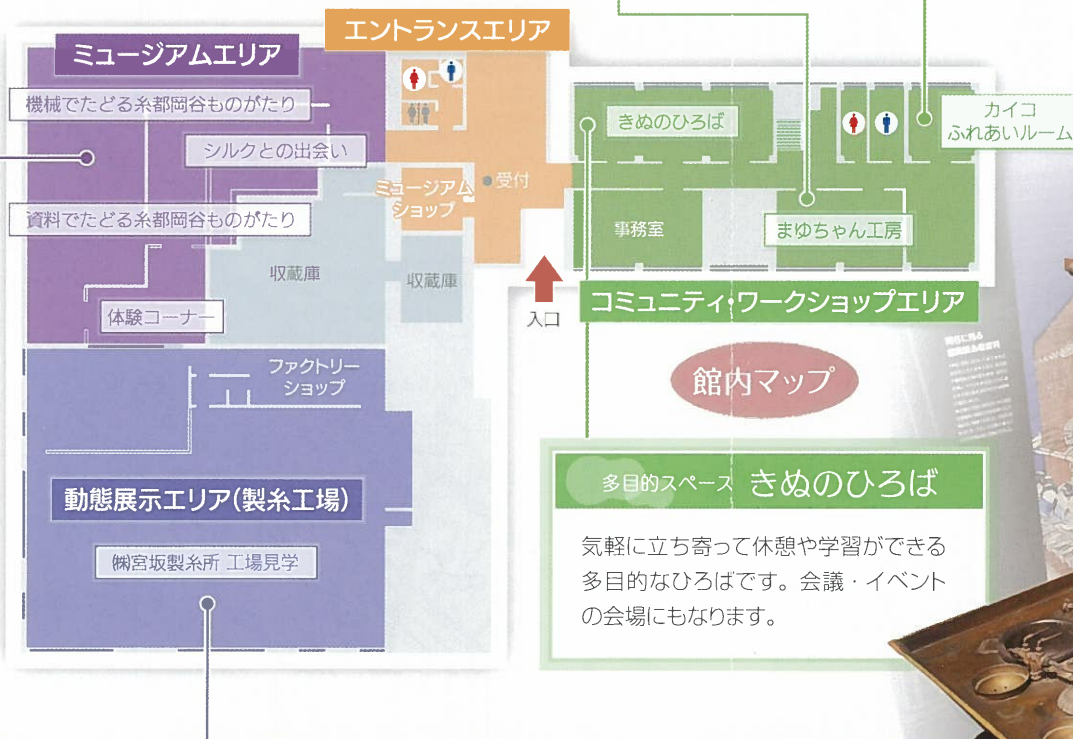 エントランスエリア
ミュージアムエリア
機械でたどる糸都岡谷ものがたり
シルクとの出会い
資料でたどる糸都岡谷ものがたり
体験コーナー
収蔵庫
ミュージアム
ショップ
受付
収蔵庫
入口
きぬのひろば
カイコ
ふれあいルーム
事務室
まゆちゃん工房
コミュニティ・ワークショップエリア
館内マップ
ファクトリー
ショップ
動態展示エリア(製糸工場)
㈱宮坂製糸所 工場見学
多目的スペース きぬのひろば
気軽に立ち寄って休憩や学習ができる
多目的なひろばです。会議・イベント
の会場にもなります。